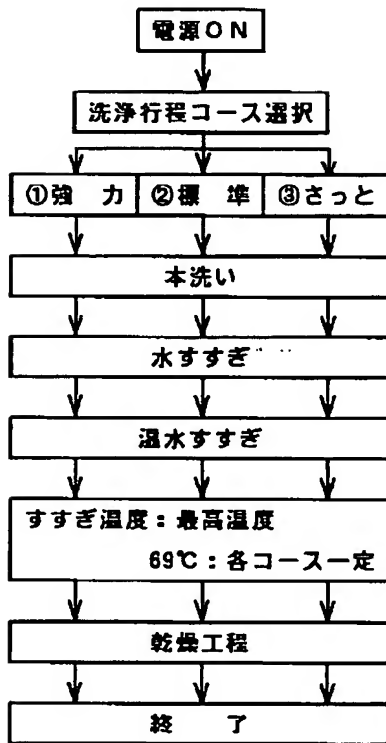 電源ON
洗浄行程コース選択
①強 力 ②標 準 ③さっと
本洗い
水すすぎ
温水すすぎ
すすぎ温度：最高温度
69℃：各コース一定
乾燥工程
終 了